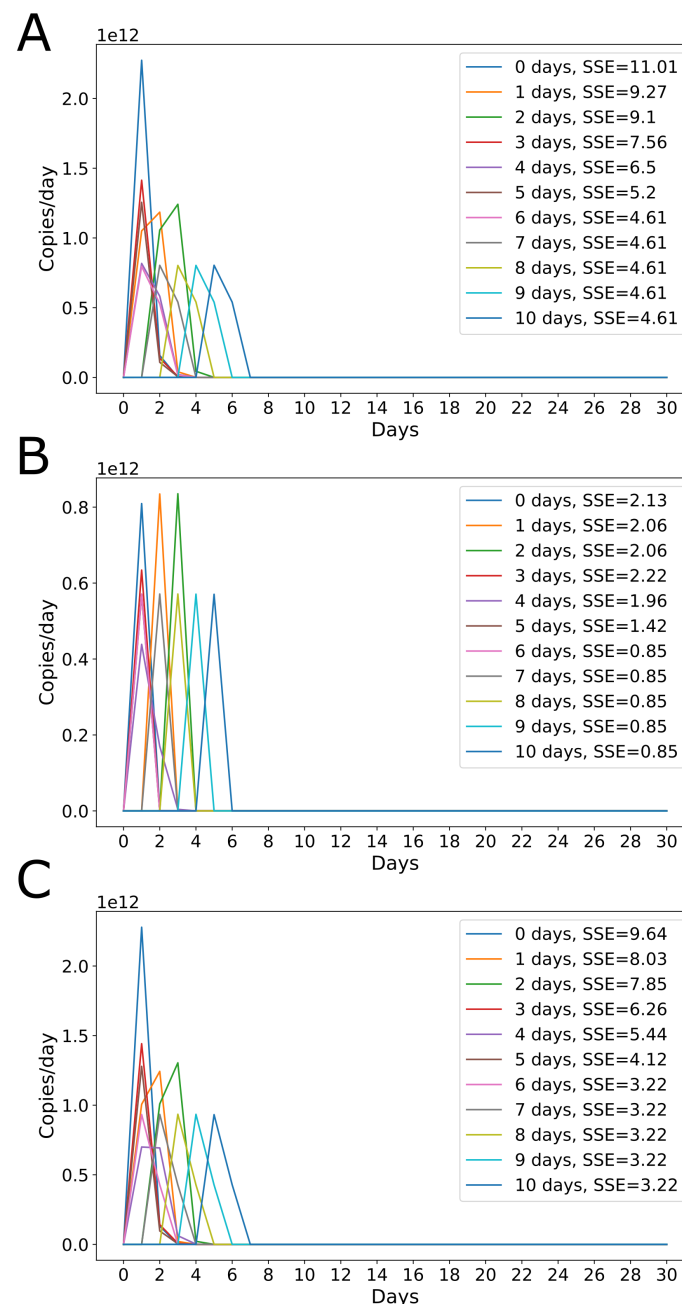 A
1e12
Copies/day
2.0
1.5
1.0
0.5
0.0
0 days, SSE=11.01
1 days, SSE=9.27
2 days, SSE=9.1
3 days, SSE=7.56
4 days, SSE=6.5
5 days, SSE=5.2
6 days, SSE=4.61
7 days, SSE=4.61
8 days, SSE=4.61
9 days, SSE=4.61
10 days, SSE=4.61
0 2 4 6 8 10 12 14 16 18 20 22 24 26 28 30
Days
B
1e12
Copies/day
0.8
0.6
0.4
0.2
0.0
0 days, SSE=2.13
1 days, SSE=2.06
2 days, SSE=2.06
3 days, SSE=2.22
4 days, SSE=1.96
5 days, SSE=1.42
6 days, SSE=0.85
7 days, SSE=0.85
8 days, SSE=0.85
9 days, SSE=0.85
10 days, SSE=0.85
0 2 4 6 8 10 12 14 16 18 20 22 24 26 28 30
Days
C
1e12
Copies/day
2.0
1.5
1.0
0.5
0.0
0 days, SSE=9.64
1 days, SSE=8.03
2 days, SSE=7.85
3 days, SSE=6.26
4 days, SSE=5.44
5 days, SSE=4.12
6 days, SSE=3.22
7 days, SSE=3.22
8 days, SSE=3.22
9 days, SSE=3.22
10 days, SSE=3.22
0 2 4 6 8 10 12 14 16 18 20 22 24 26 28 30
Days